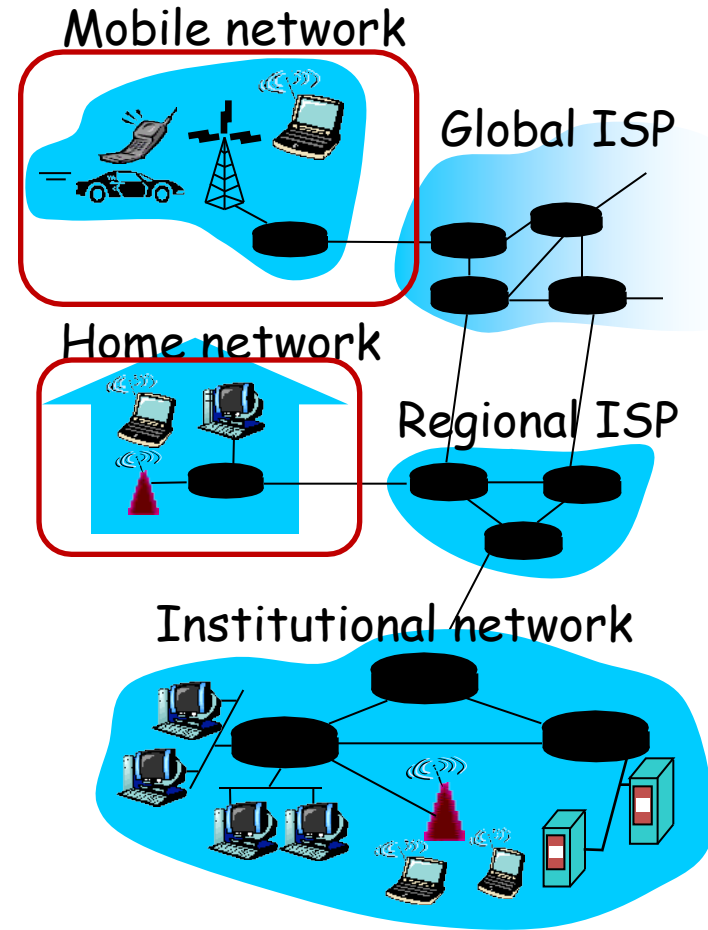 Mobile network
Global ISP
Home network
Regional ISP
Institutional network